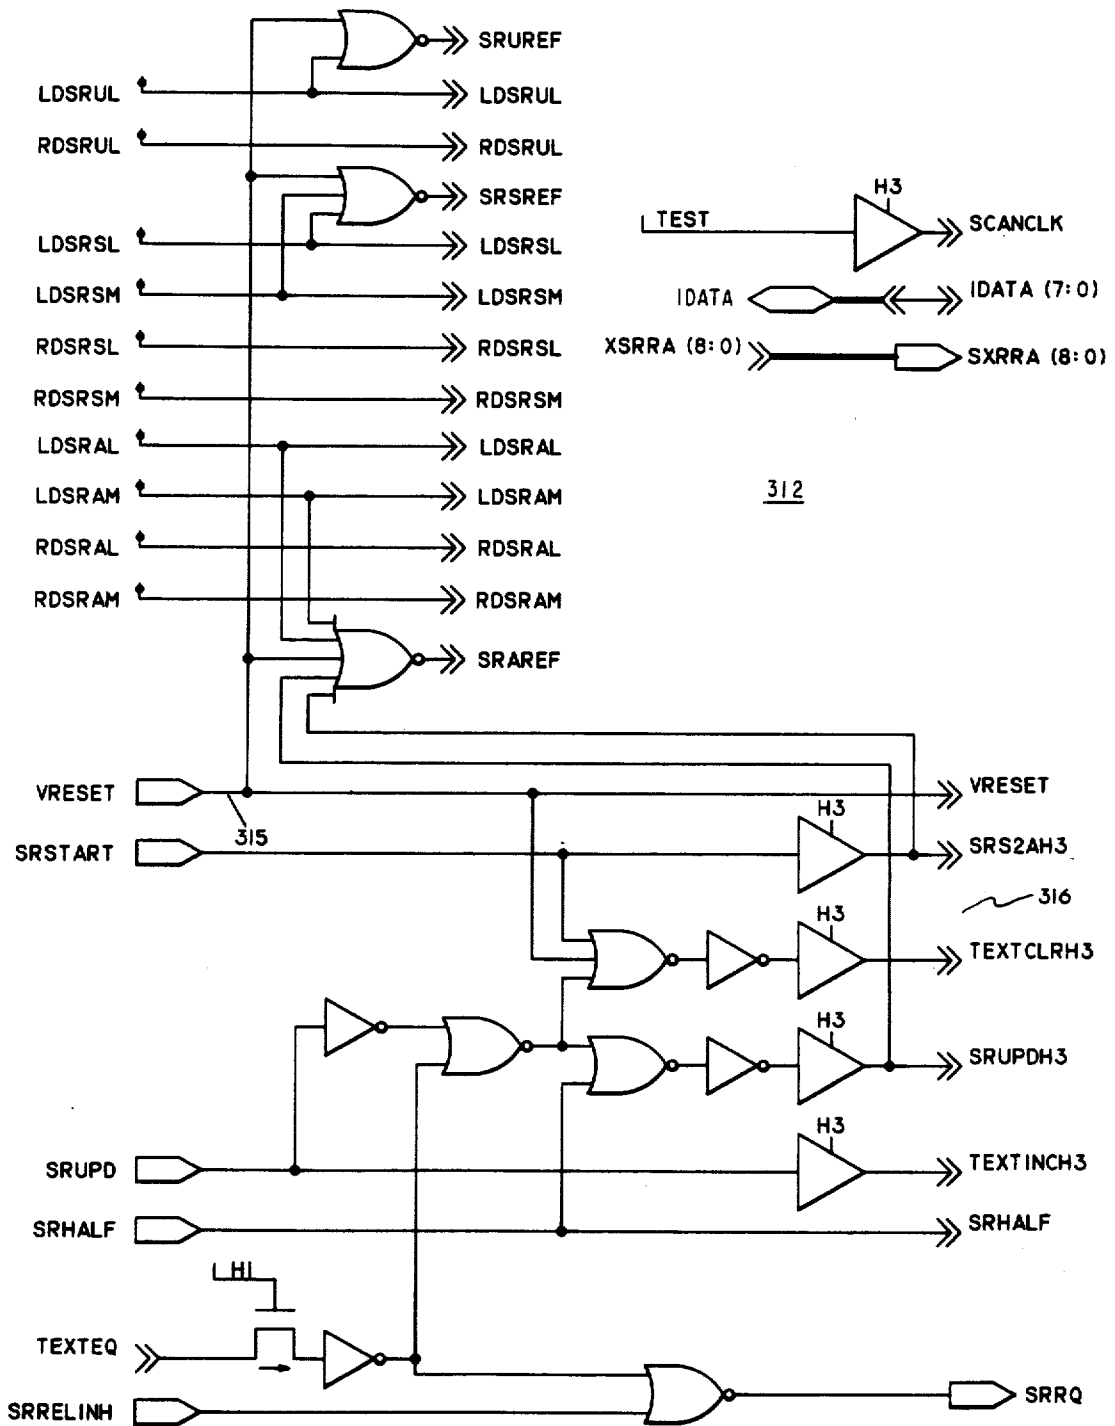 SRUREF
LDSRUL LDSRUL
RDSRUL RDSRUL
SRSREF
H3
TEST SCANCLK
LDSRSL LDSRSL
LDSRSM LDSRSM
IDATA IDATA (7:0)
RDSRSL RDSRSL
XSRRA (8:0) SXRRA (8:0)
RDSRSM RDSRSM
LDSRAL LDSRAL
LDSRAM LDSRAM
312
RDSRAL RDSRAL
RDSRAM RDSRAM
SRAREF
VRESET VRESET
315
H3
SRSTART SRS2AH3
316
H3
TEXTCLRH3
H3
SRUPDH3
H3
SRUPD TEXTINCH3
SRHALF SRHALF
H1
TEXTEQ
SRRELINH SRRQ